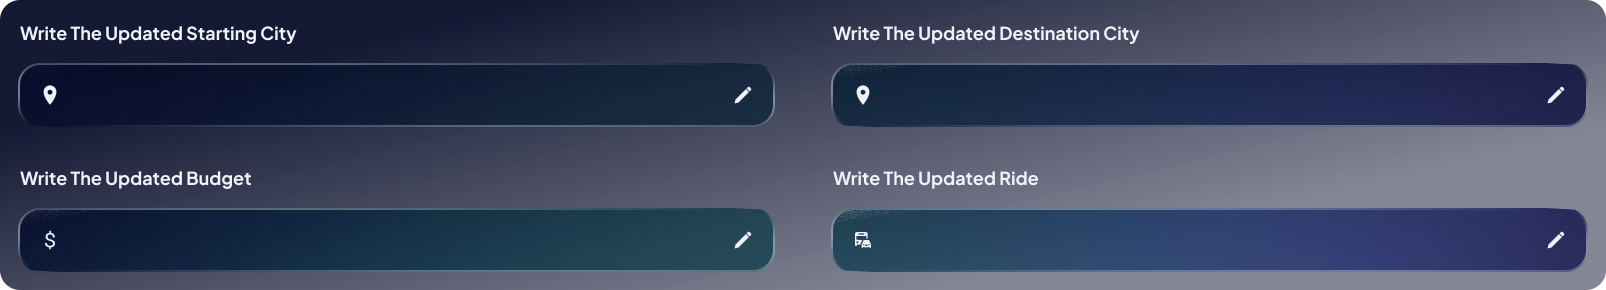 Write The Updated Starting City
Write The Updated Destination City
Write The Updated Budget
$
Write The Updated Ride